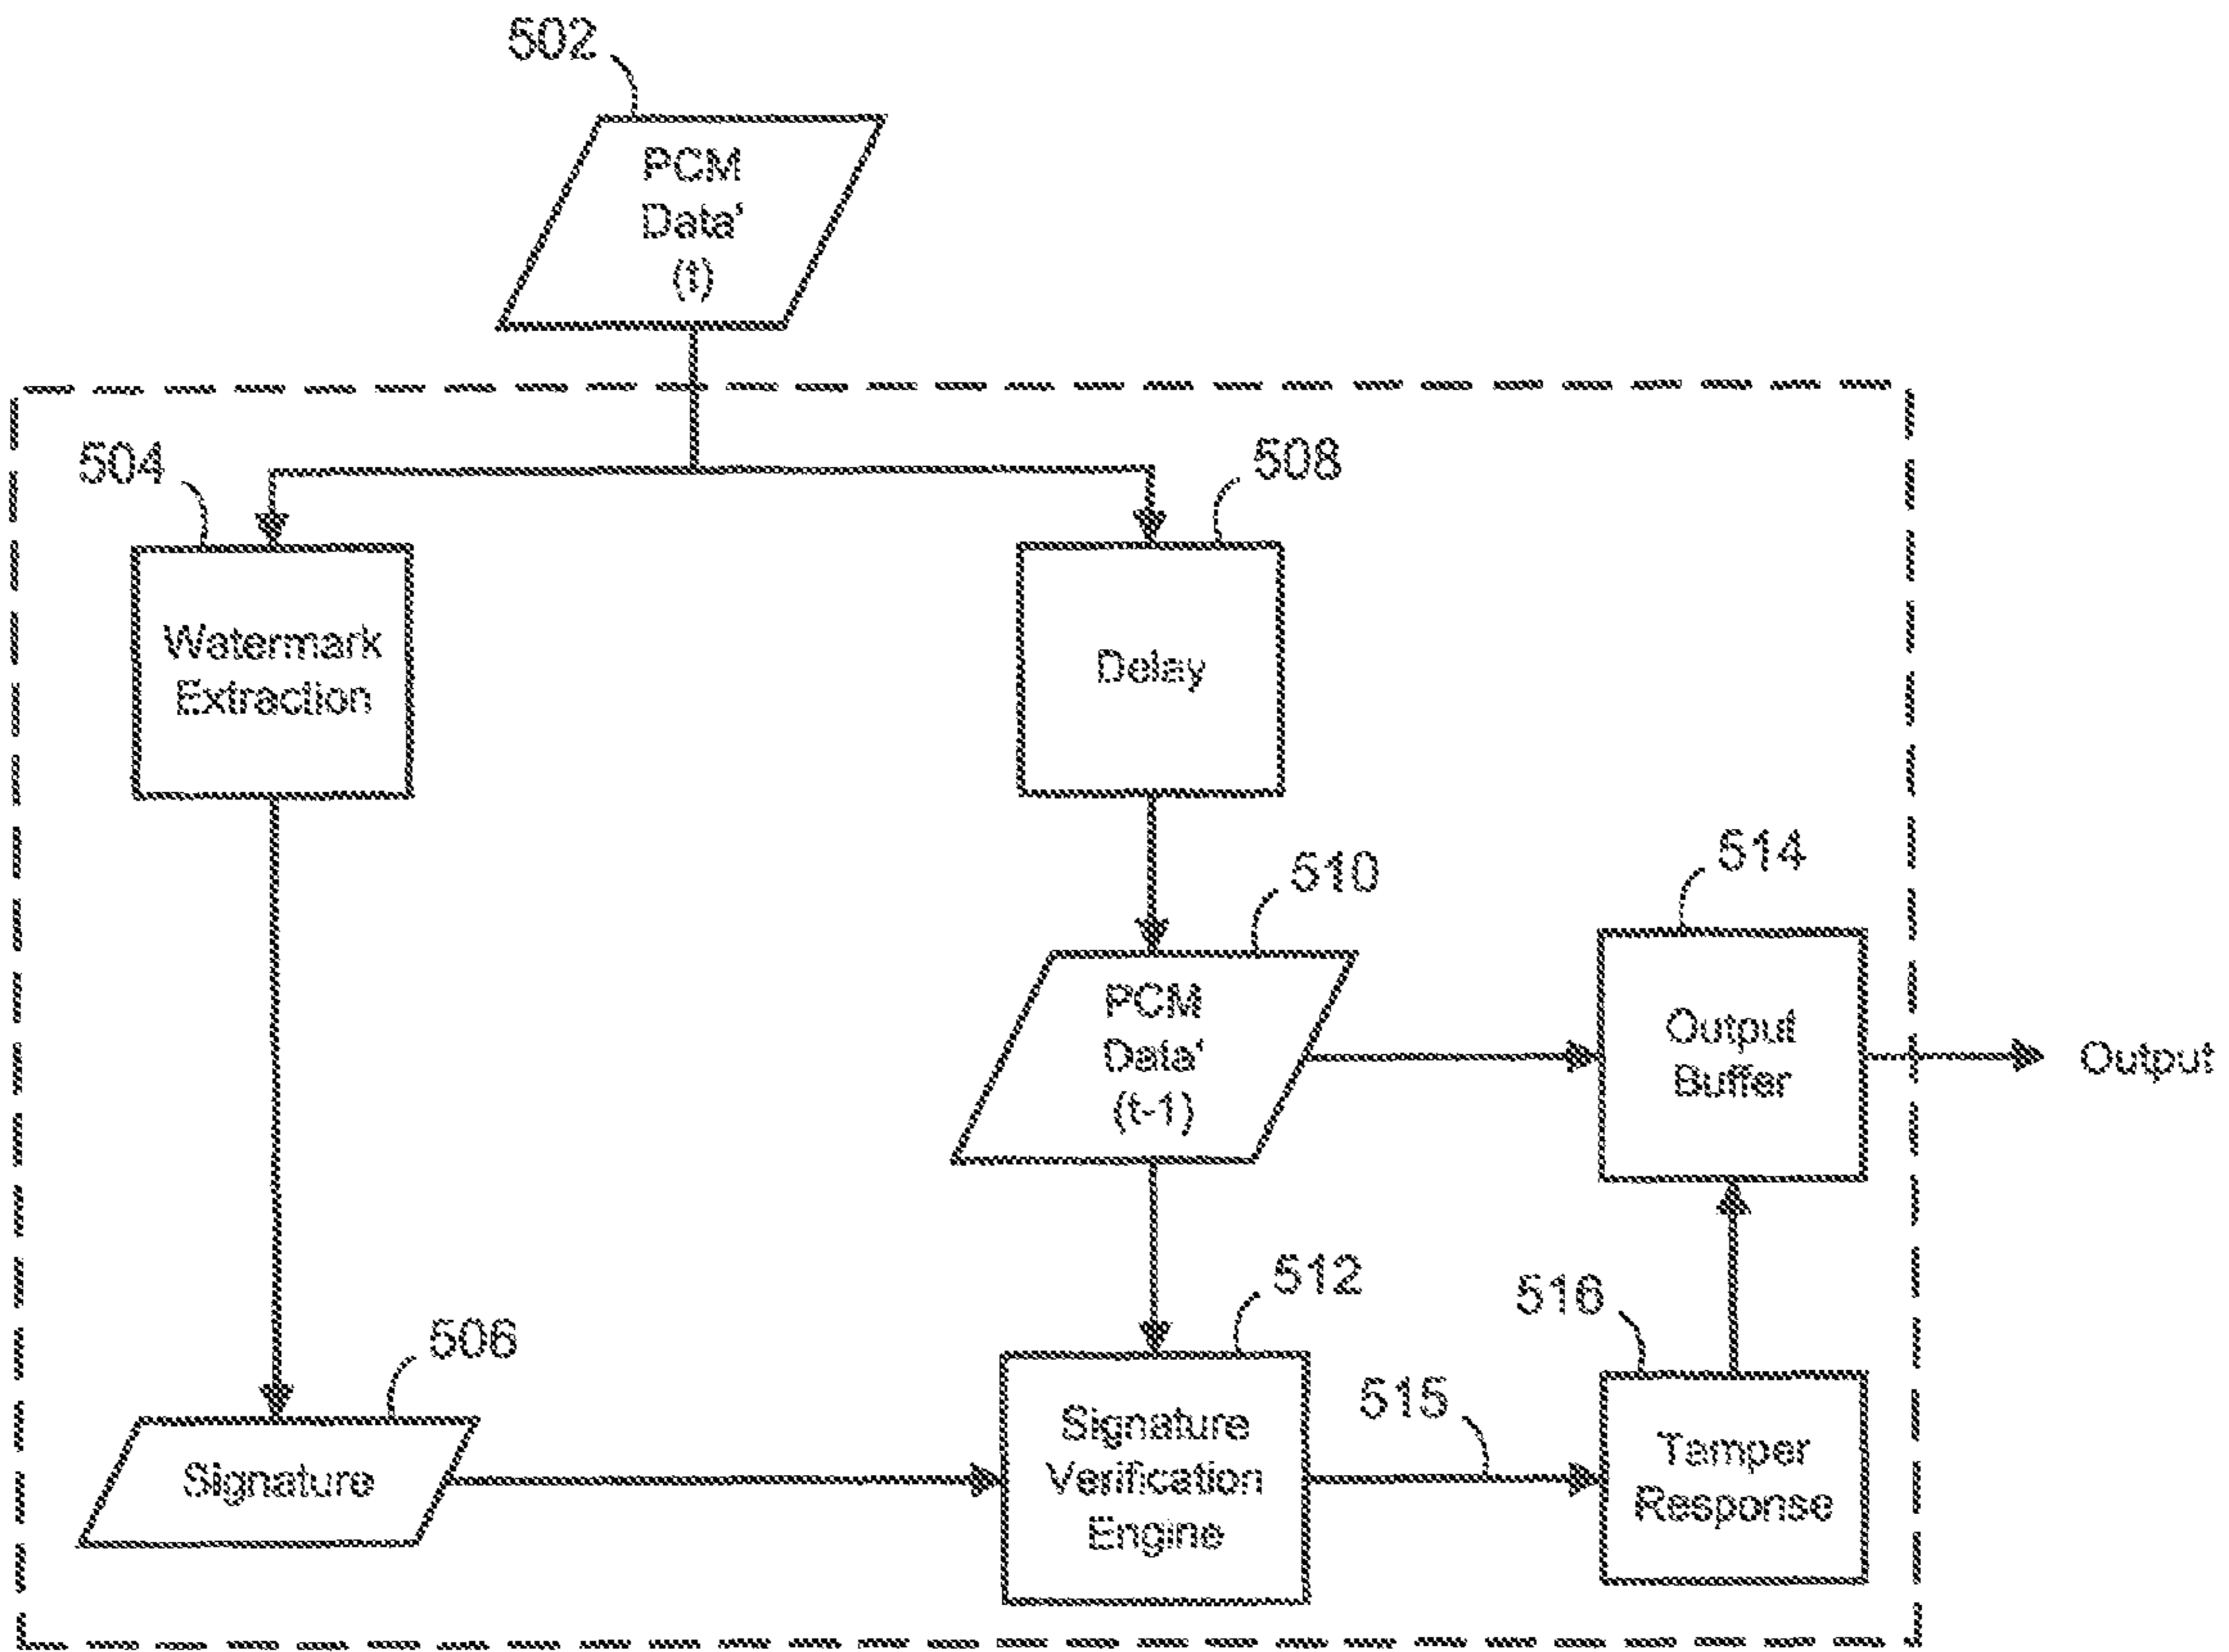 502
PCM
Data'
(t)
504
508
Watermark
Extraction
Delay
510
514
PCM
Data'
(t-1)
Output
Buffer
Output
506
512
516
515
Signature
Signature
Verification
Engine
Tamper
Response